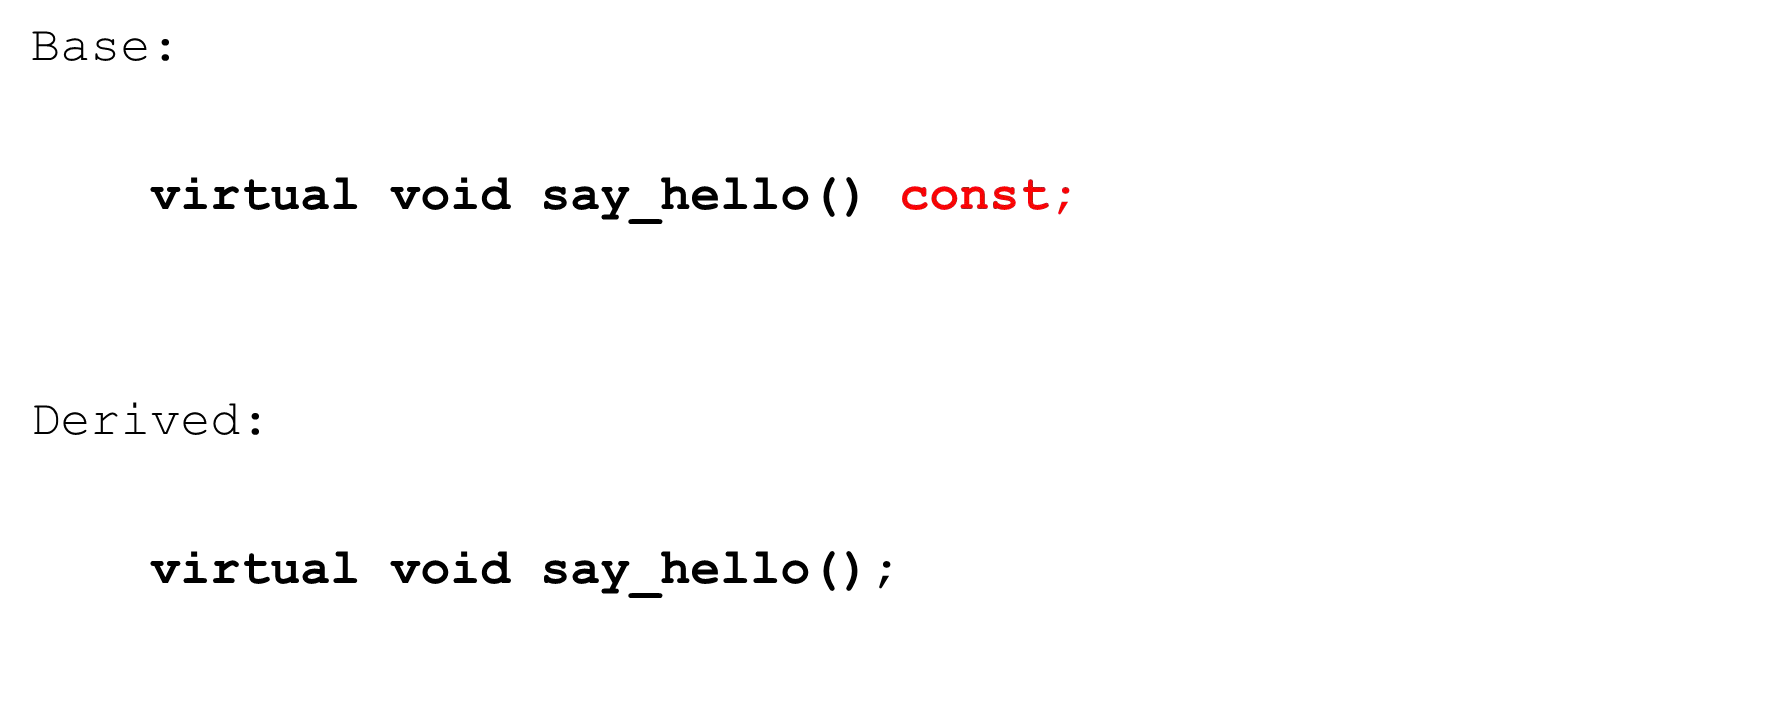 Base:
virtual void say_hello() const;
Derived:
virtual void say_hello();